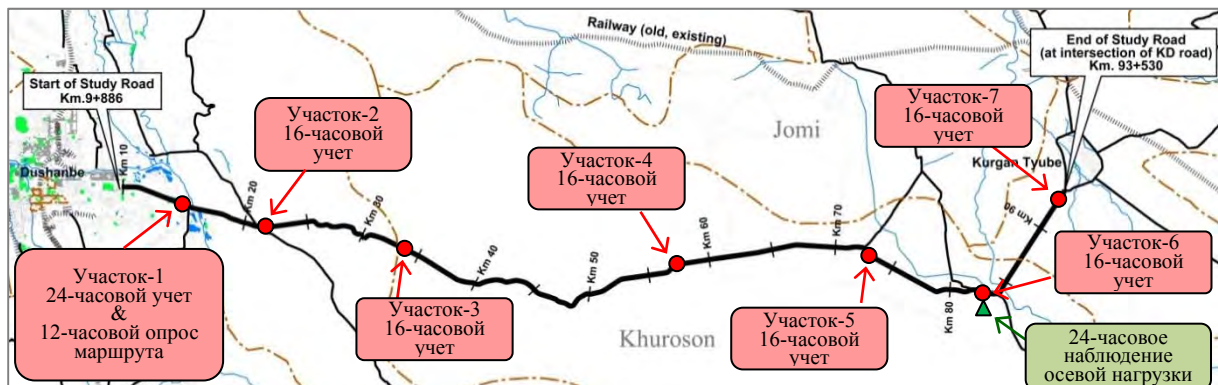 Railway (old, existing)
Start of Study Road
Km.9+886
End of Study Road
(at intersection of KD road)
Km. 93+530
Участок-2
16-часовой
учет
Участок-7
16-часовой
учет
Участок-4
16-часовой
учет
Jomi
Kurgan Tyube
Dushanbe
Km 10
Km 20
Km 30
Km 40
Km 50
Km 60
Km 70
Km 80
Km 90
Участок-1
24-часовой учет
&
12-часовой опрос
маршрута
Участок-3
16-часовой
учет
Khuroson
Участок-5
16-часовой
учет
Участок-6
16-часовой
учет
24-часовое
наблюдение
осевой нагрузки